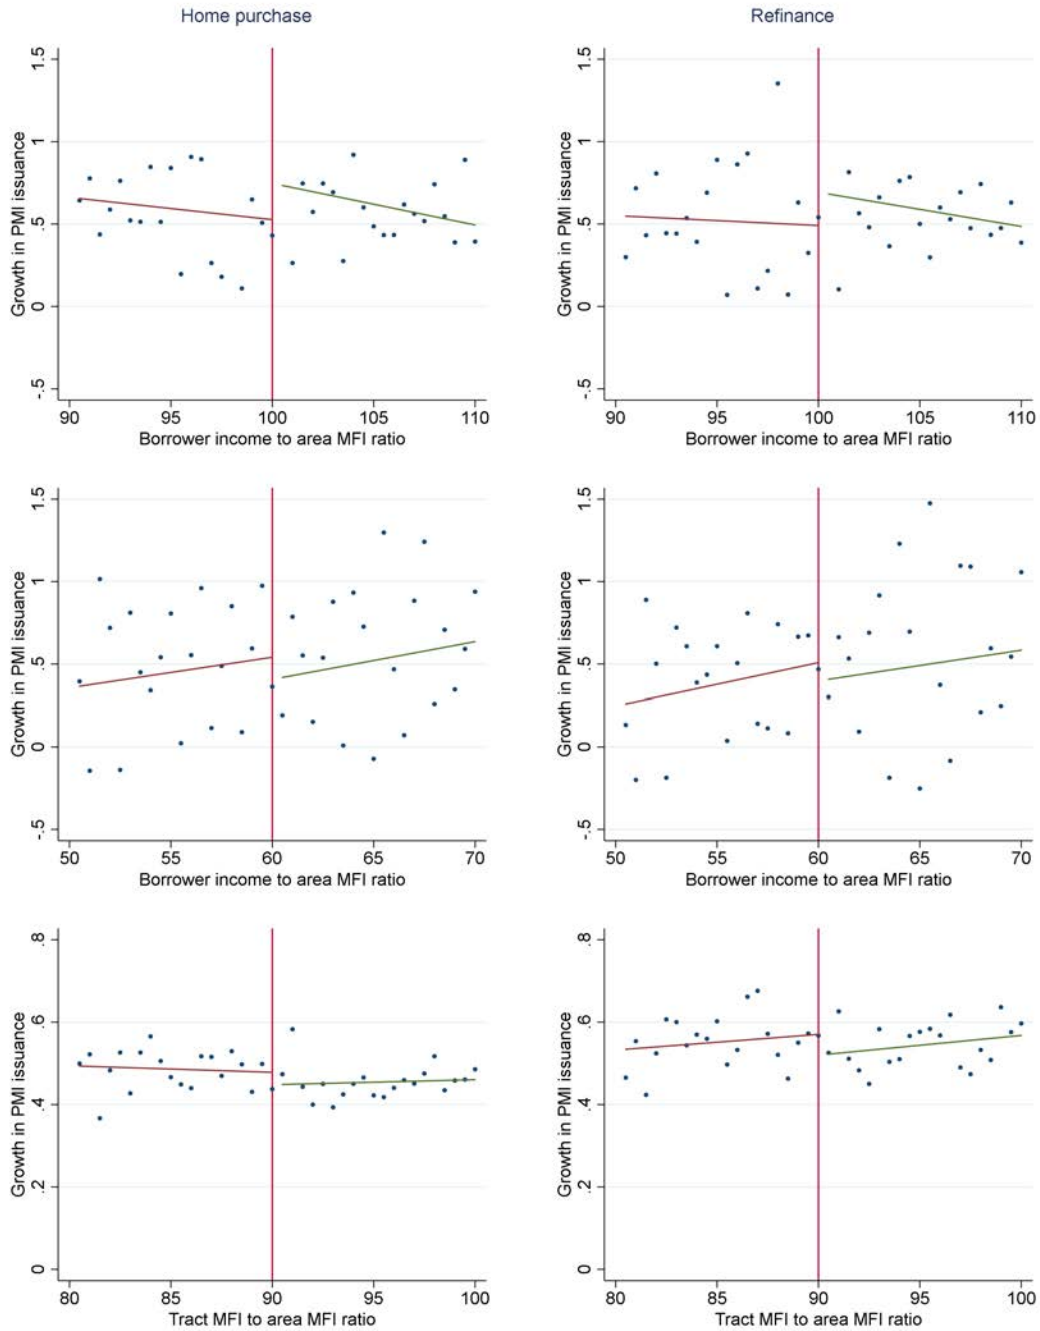 Home purchase
Growth in PMI issuance
1.5
1
.5
0
-.5
90 95 100 105 110
Borrower income to area MFI ratio
Refinance
Growth in PMI issuance
1.5
1
.5
0
-.5
90 95 100 105 110
Borrower income to area MFI ratio
Growth in PMI issuance
1.5
1
.5
0
-.5
50 55 60 65 70
Borrower income to area MFI ratio
Growth in PMI issuance
1.5
1
.5
0
-.5
50 55 60 65 70
Borrower income to area MFI ratio
Growth in PMI issuance
.8
.6
.4
.2
0
80 85 90 95 100
Tract MFI to area MFI ratio
Growth in PMI issuance
.8
.6
.4
.2
0
80 85 90 95 100
Tract MFI to area MFI ratio